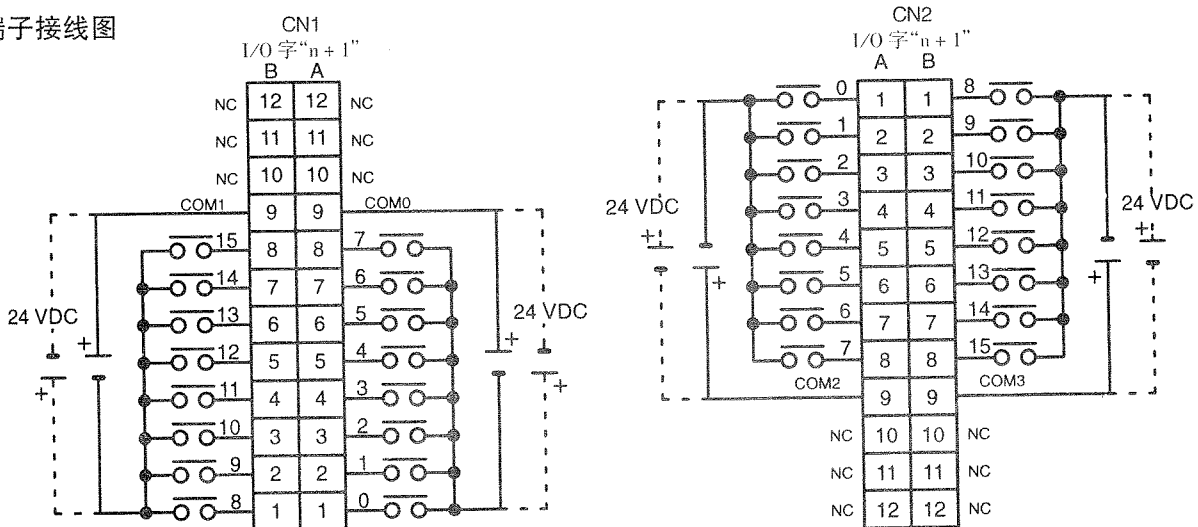 端子接线图
CN1
I/O 字“n + 1”
B A
NC 12 12 NC
NC 11 11 NC
NC 10 10 NC
COM1 9 9 COM0
15 8 8 7
14 7 7 6
24 VDC 13 6 6 5 24 VDC
+ 12 5 5 4 +
+ 11 4 4 3 +
10 3 3 2
9 2 2 1
8 1 1 0
CN2
I/O 字“n + 1”
A B
0 1 1 8
1 2 2 9
2 3 3 10
24 VDC 3 4 4 11 24 VDC
+ 4 5 5 12 +
+ 5 6 6 13 +
6 7 7 14
7 8 8 15
COM2 9 9 COM3
NC 10 10 NC
NC 11 11 NC
NC 12 12 NC